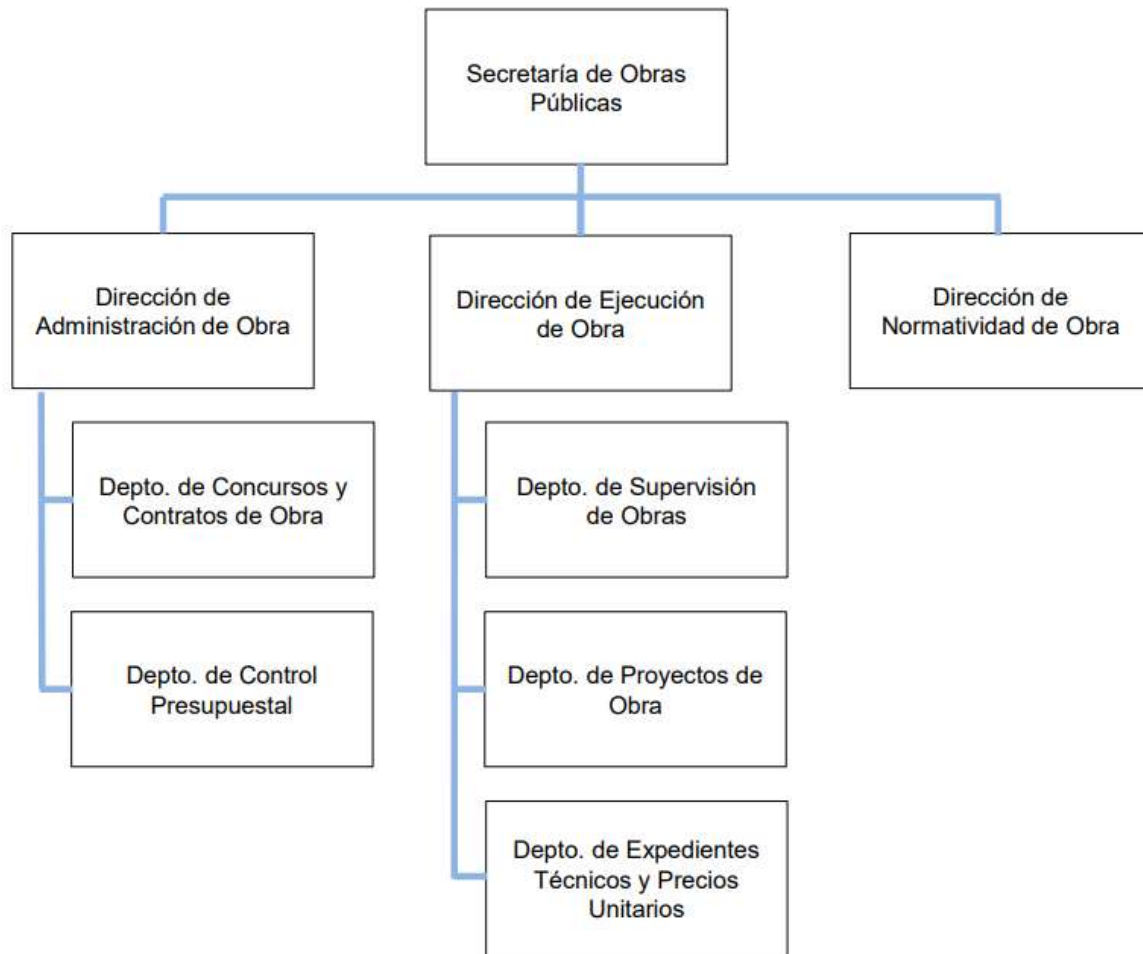 Secretaría de Obras
Públicas
Dirección de
Administración de Obra
Dirección de Ejecución
de Obra
Dirección de
Normatividad de Obra
Depto. de Concursos y
Contratos de Obra
Depto. de Supervisión
de Obras
Depto. de Control
Presupuestal
Depto. de Proyectos de
Obra
Depto. de Expedientes
Técnicos y Precios
Unitarios